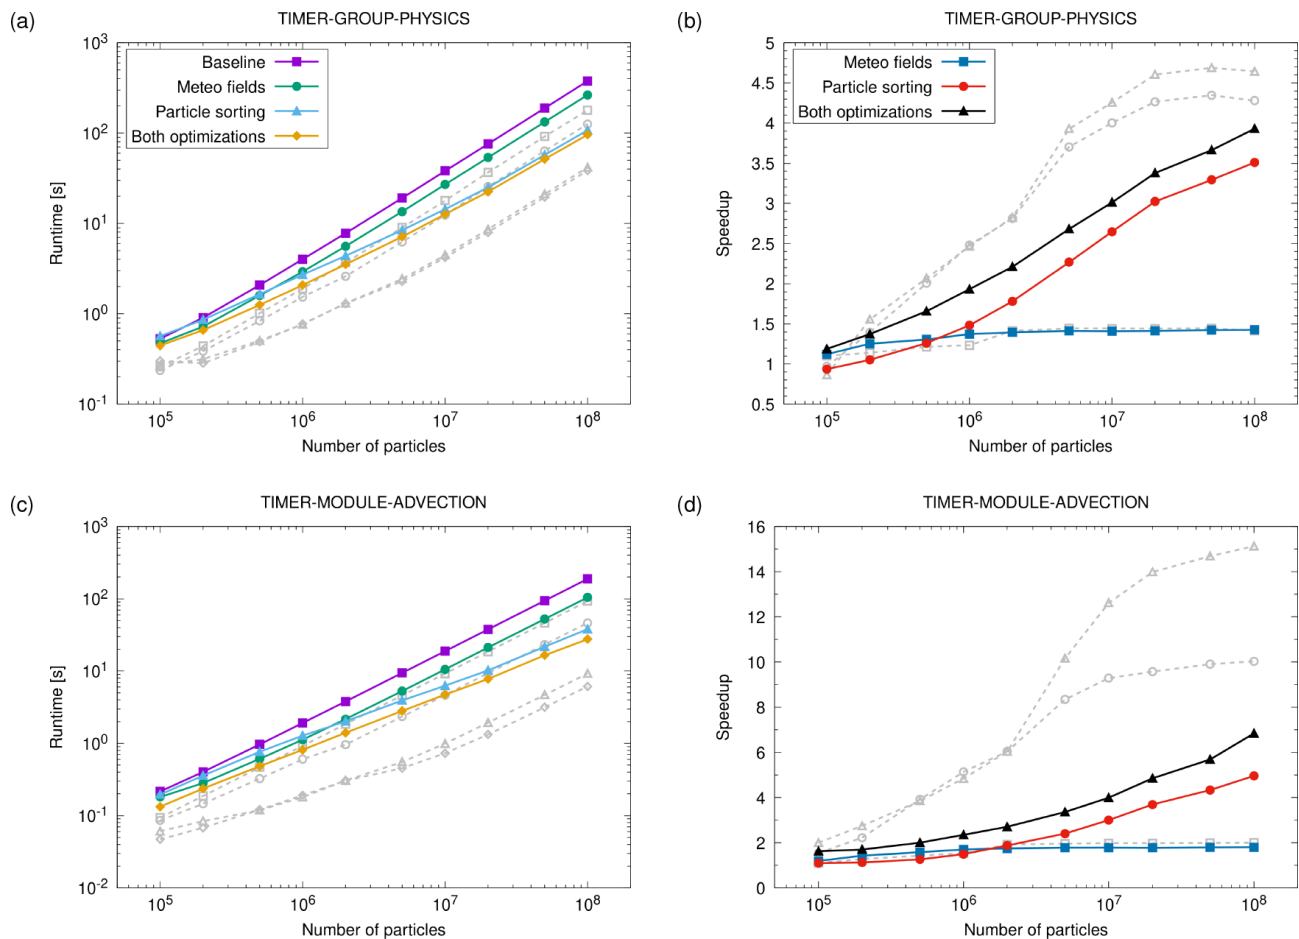 (a)
TIMER-GROUP-PHYSICS
Baseline
Meteo fields
Particle sorting
Both optimizations
Runtime [s]
10³
10²
10¹
10⁰
10⁻¹
10⁵ 10⁶ 10⁷ 10⁸
Number of particles
(b)
TIMER-GROUP-PHYSICS
Meteo fields
Particle sorting
Both optimizations
Speedup
5
4.5
4
3.5
3
2.5
2
1.5
1
0.5
10⁵ 10⁶ 10⁷ 10⁸
Number of particles
(c)
TIMER-MODULE-ADVECTION
Runtime [s]
10³
10²
10¹
10⁰
10⁻¹
10⁻²
10⁵ 10⁶ 10⁷ 10⁸
Number of particles
(d)
TIMER-MODULE-ADVECTION
Speedup
16
14
12
10
8
6
4
2
0
10⁵ 10⁶ 10⁷ 10⁸
Number of particles